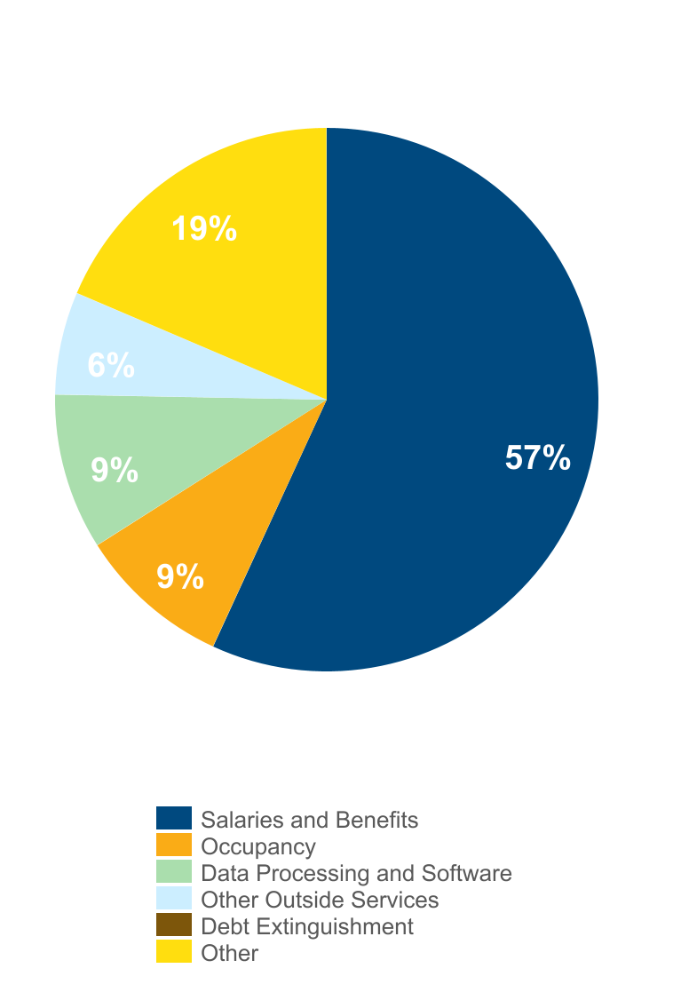 19%
6%
57%
9%
9%
Salaries and Benefits
Occupancy
Data Processing and Software
Other Outside Services
Debt Extinguishment
Other